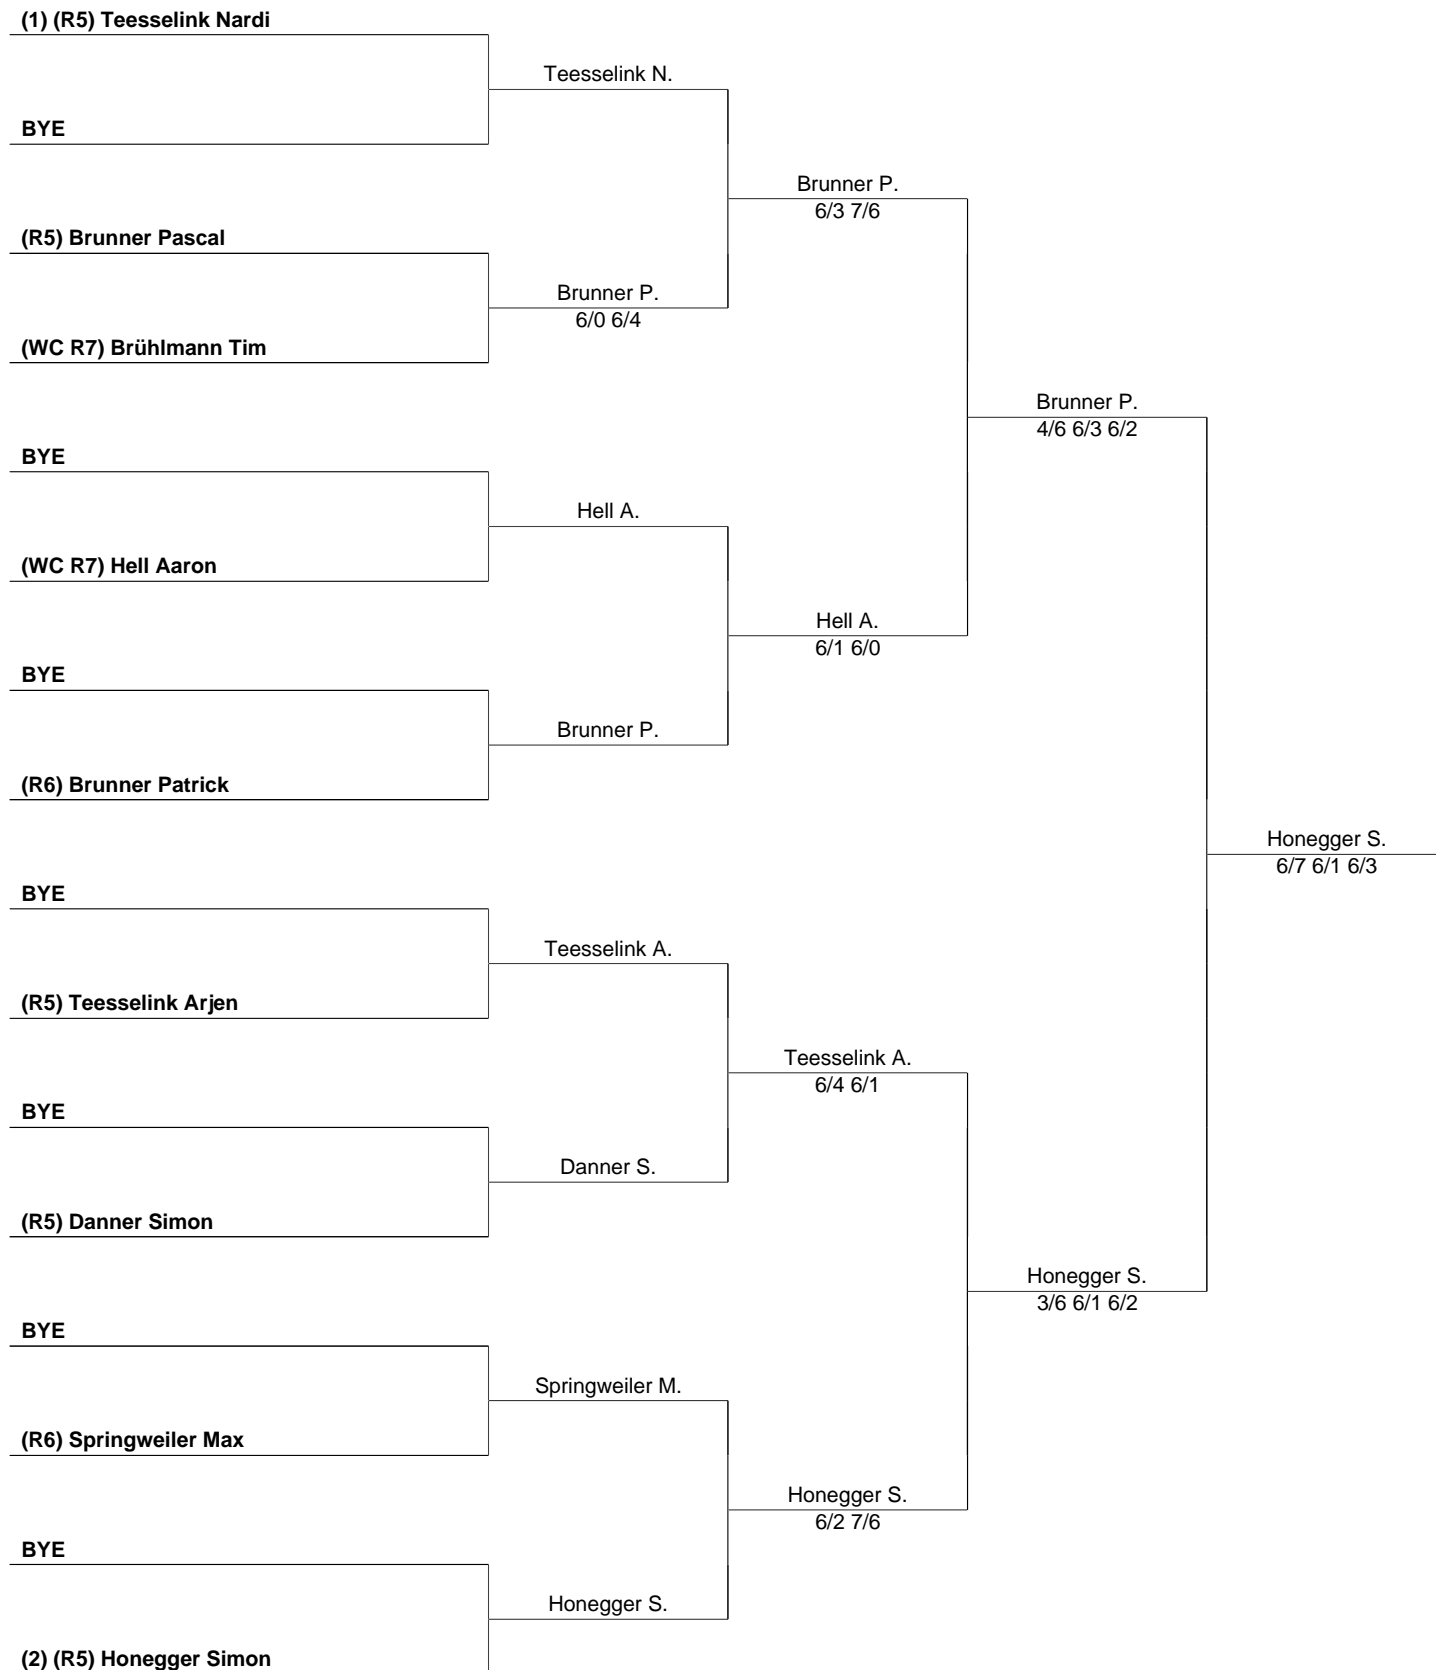 (1) (R5) Teesselink Nardi
Teesselink N.
BYE
Brunner P.
6/3 7/6
(R5) Brunner Pascal
Brunner P.
6/0 6/4
(WC R7) Brühlmann Tim
Brunner P.
4/6 6/3 6/2
BYE
Hell A.
(WC R7) Hell Aaron
Hell A.
6/1 6/0
BYE
Brunner P.
(R6) Brunner Patrick
Honegger S.
6/7 6/1 6/3
BYE
Teesselink A.
(R5) Teesselink Arjen
Teesselink A.
6/4 6/1
BYE
Danner S.
(R5) Danner Simon
Honegger S.
3/6 6/1 6/2
BYE
Springweiler M.
(R6) Springweiler Max
Honegger S.
6/2 7/6
BYE
Honegger S.
(2) (R5) Honegger Simon